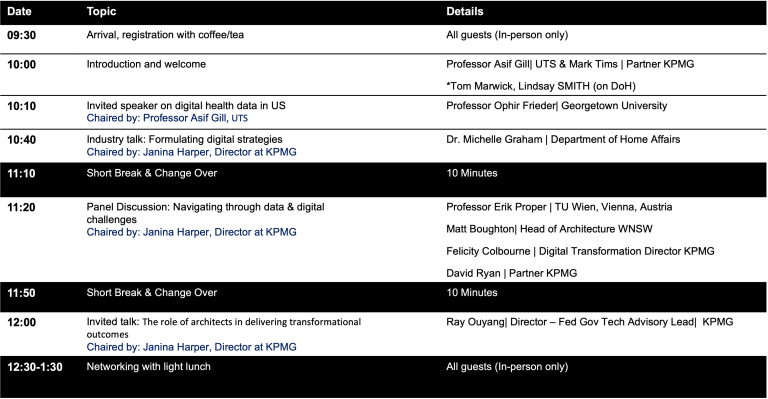 Date Topic Details
09:30 Arrival, registration with coffee/tea All guests (In-person only)
10:00 Introduction and welcome Professor Asif Gill| UTS & Mark Tims | Partner KPMG
*Tom Marwick, Lindsay SMITH (on DoH)
10:10 Invited speaker on digital health data in US Professor Ophir Frieder| Georgetown University
Chaired by: Professor Asif Gill, UTS
10:40 Industry talk: Formulating digital strategies Dr. Michelle Graham | Department of Home Affairs
Chaired by: Janina Harper, Director at KPMG
11:10 Short Break & Change Over 10 Minutes
11:20 Panel Discussion: Navigating through data & digital Professor Erik Proper | TU Wien, Vienna, Austria
challenges
Matt Boughton| Head of Architecture WNSW
Chaired by: Janina Harper, Director at KPMG
Felicity Colbourne | Digital Transformation Director KPMG
David Ryan | Partner KPMG
11:50 Short Break & Change Over 10 Minutes
12:00 Invited talk: The role of architects in delivering transformational Ray Ouyang| Director – Fed Gov Tech Advisory Lead| KPMG
outcomes
Chaired by: Janina Harper, Director at KPMG
12:30-1:30 Networking with light lunch All guests (In-person only)